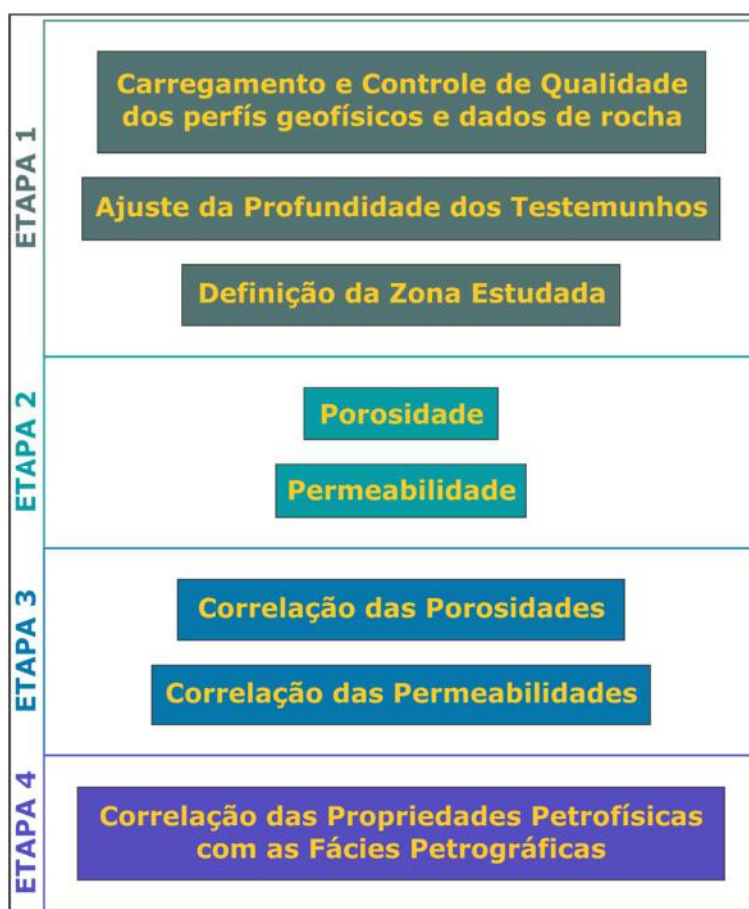 ETAPA 1
Carregamento e Controle de Qualidade
dos perfís geofísicos e dados de rocha
Ajuste da Profundidade dos Testemunhos
Definição da Zona Estudada
ETAPA 2
Porosidade
Permeabilidade
ETAPA 3
Correlação das Porosidades
Correlação das Permeabilidades
ETAPA 4
Correlação das Propriedades Petrofísicas
com as Fácies Petrográficas